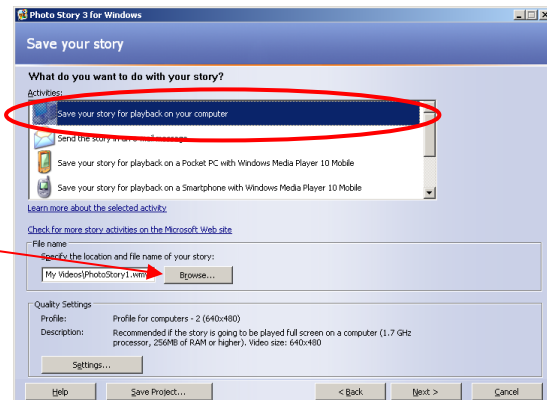 Photo Story 3 for Windows
Save your story
What do you want to do with your story?
Activities:
Save your story for playback on your computer
Send the story in an e-mail message
Save your story for playback on a Pocket PC with Windows Media Player 10 Mobile
Save your story for playback on a Smartphone with Windows Media Player 10 Mobile
Learn more about the selected activity
Check for more story activities on the Microsoft Web site
File name
Specify the location and file name of your story:
My Videos\PhotoStory1.wmv Browse...
Quality Settings
Profile: Profile for computers - 2 (640x480)
Description: Recommended if the story is going to be played full screen on a computer (1.7 GHz
processor, 256MB of RAM or higher). Video size: 640x480
Settings...
Help Save Project... < Back Next > Cancel